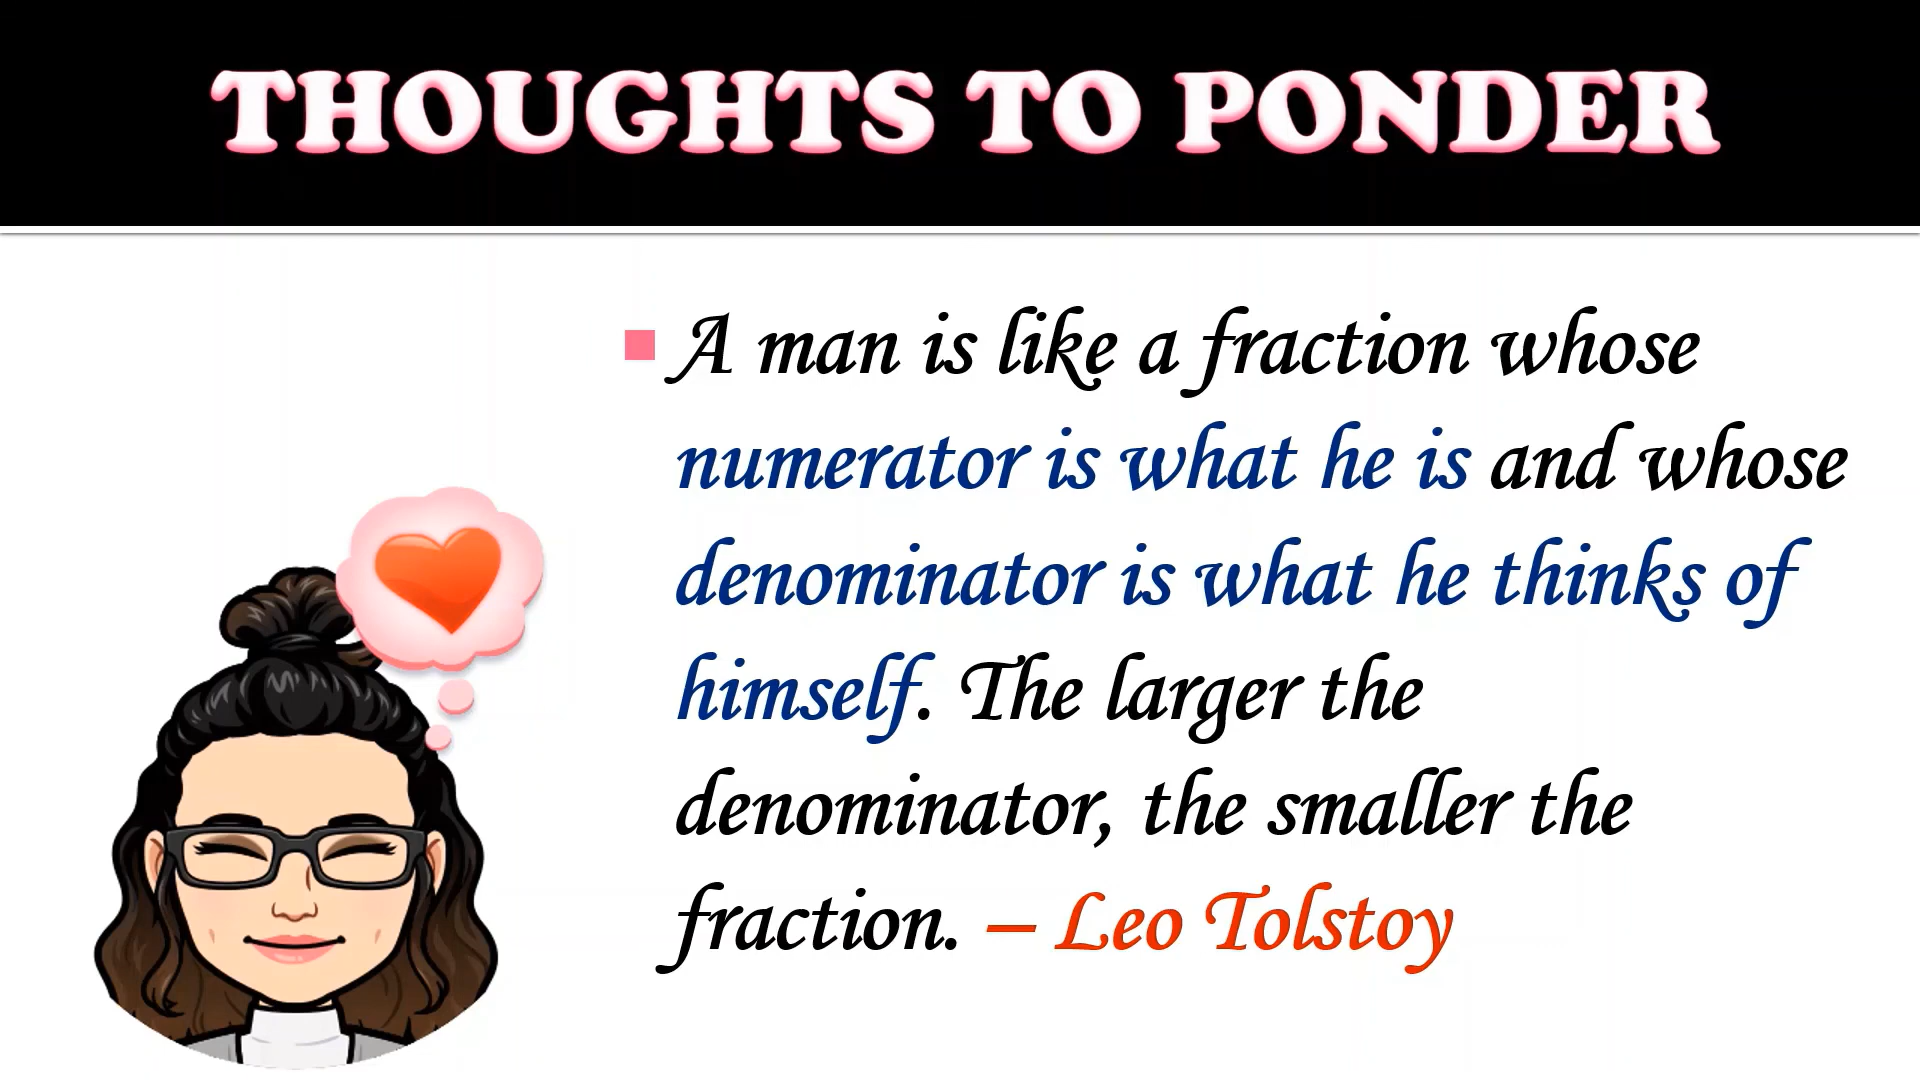 THOUGHTS TO PONDER
A man is like a fraction whose
numerator is what he is and whose
denominator is what he thinks of
himself. The larger the
denominator, the smaller the
fraction. – Leo Tolstoy